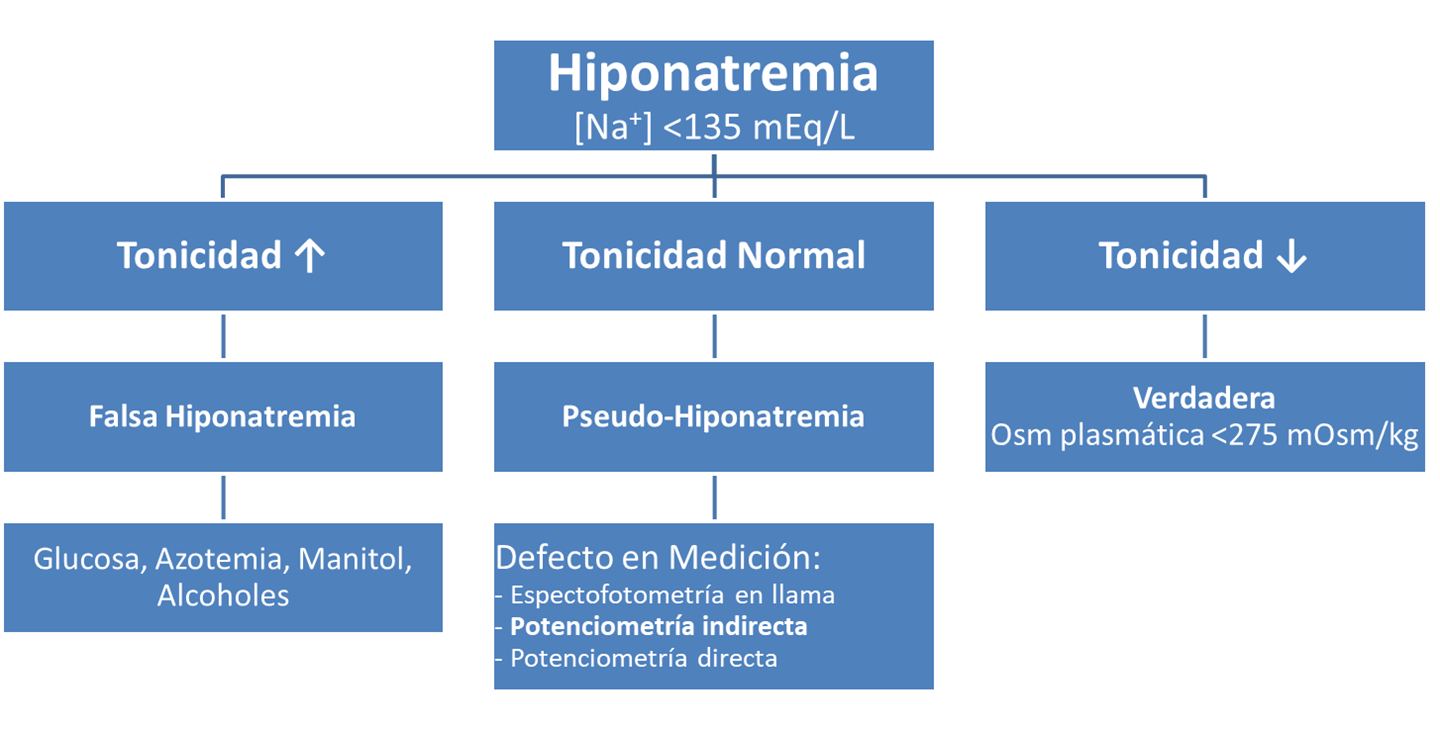 Hiponatremia
[Na⁺] <135 mEq/L
Tonicidad ↑
Tonicidad Normal
Tonicidad ↓
Falsa Hiponatremia
Pseudo-Hiponatremia
Verdadera
Osm plasmática <275 mOsm/kg
Glucosa, Azotemia, Manitol,
Alcoholes
Defecto en Medición:
- Espectofotometría en llama
- Potenciometría indirecta
- Potenciometría directa